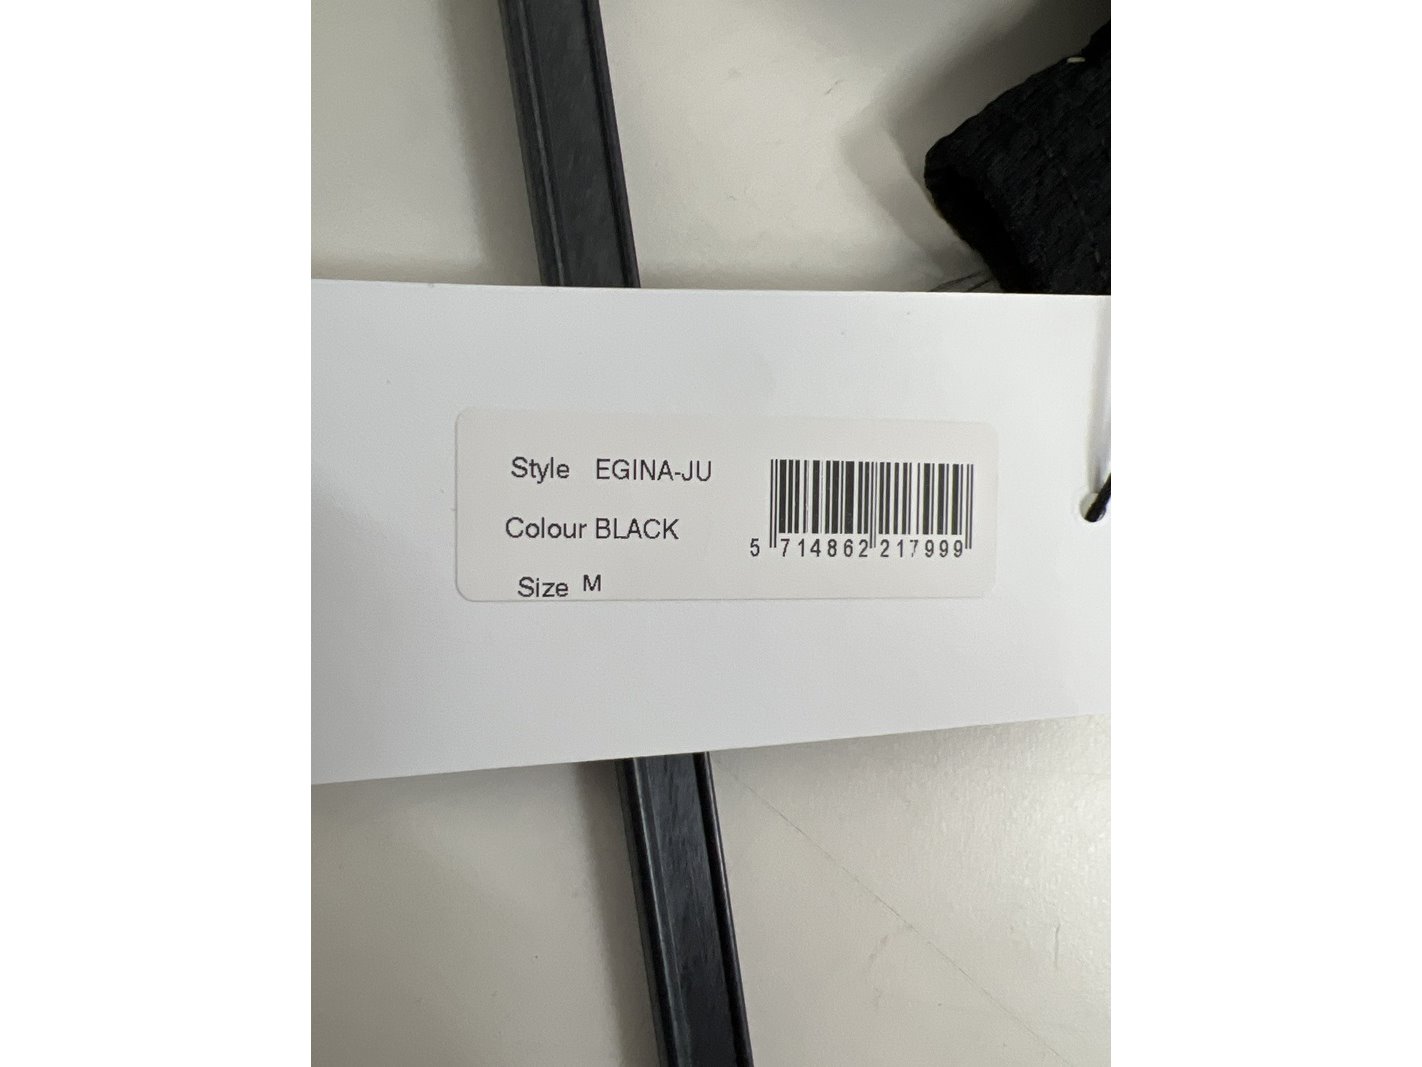 Style EGINA-JU
Colour BLACK
Size M
5 714862 217999